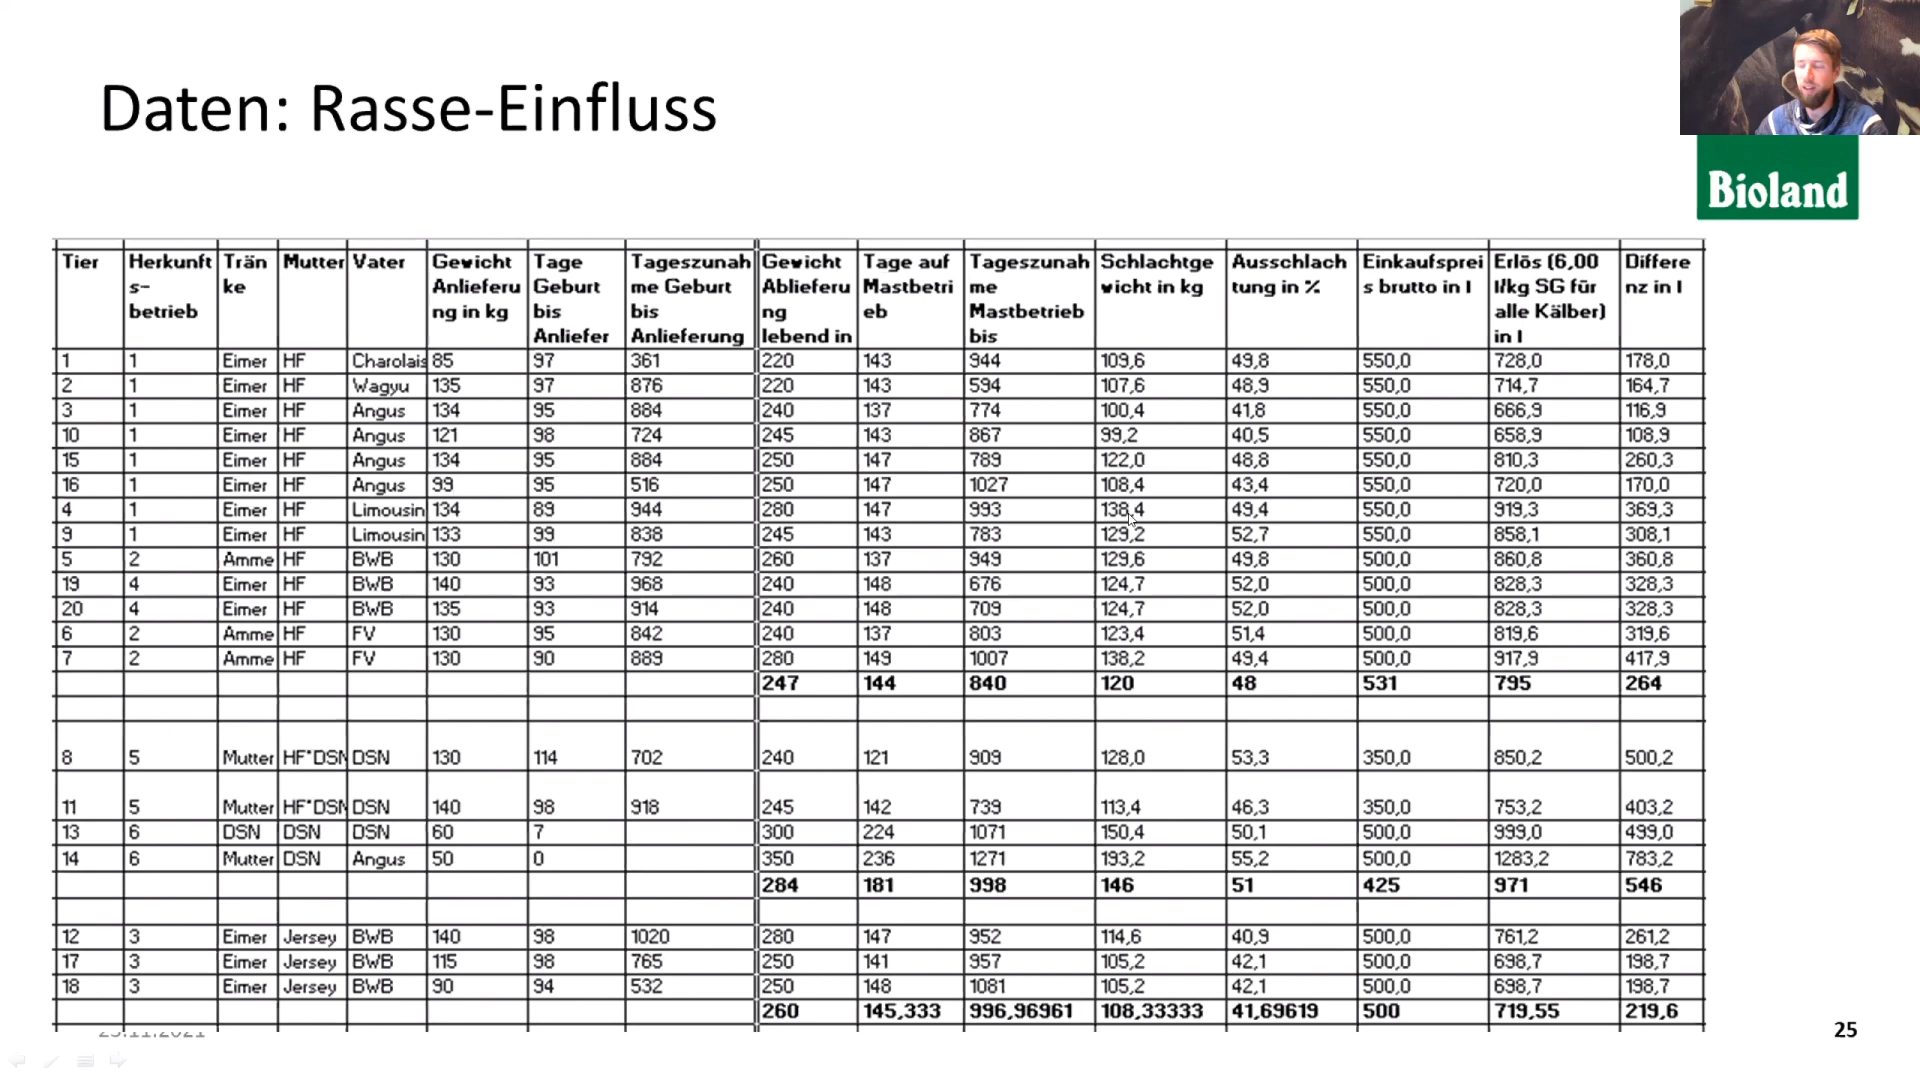 Daten: Rasse-Einfluss
Bioland
Tier Herkunfts-betrieb Tränke Mutter Vater Gewicht Anlieferung in kg Tage Geburt bis Anliefer Tageszunahme Geburt bis Anlieferung Gewicht Ablieferung lebend in Tage auf Mastbetrieb Tageszunahme Mastbetrieb bis Schlachtgewicht in kg Ausschlachtung in % Einkaufspreis brutto in l Erlös (6,00 l/kg SG für alle Kälber) in l Differenz in l
1 1 Eimer HF Charolais 85 97 361 220 143 944 109,6 49,8 550,0 728,0 178,0
2 1 Eimer HF Wagyu 135 97 876 220 143 594 107,6 48,9 550,0 714,7 164,7
3 1 Eimer HF Angus 134 95 884 240 137 774 100,4 41,8 550,0 666,9 116,9
10 1 Eimer HF Angus 121 98 724 245 143 867 99,2 40,5 550,0 658,9 108,9
15 1 Eimer HF Angus 134 95 884 250 147 789 122,0 48,8 550,0 810,3 260,3
16 1 Eimer HF Angus 99 95 516 250 147 1027 108,4 43,4 550,0 720,0 170,0
4 1 Eimer HF Limousin 134 89 944 280 147 993 138,4 49,4 550,0 919,3 369,3
9 1 Eimer HF Limousin 133 99 838 245 143 783 129,2 52,7 550,0 858,1 308,1
5 2 Amme HF BWB 130 101 792 260 137 949 129,6 49,8 500,0 860,8 360,8
19 4 Eimer HF BWB 140 93 968 240 148 676 124,7 52,0 500,0 828,3 328,3
20 4 Eimer HF BWB 135 93 914 240 148 709 124,7 52,0 500,0 828,3 328,3
6 2 Amme HF FV 130 95 842 240 137 803 123,4 51,4 500,0 819,6 319,6
7 2 Amme HF FV 130 90 889 280 149 1007 138,2 49,4 500,0 917,9 417,9
247 144 840 120 48 531 795 264
8 5 Mutter HF*DSN DSN 130 114 702 240 121 909 128,0 53,3 350,0 850,2 500,2
11 5 Mutter HF*DSN DSN 140 98 918 245 142 739 113,4 46,3 350,0 753,2 403,2
13 6 DSN DSN DSN 60 7 300 224 1071 150,4 50,1 500,0 999,0 499,0
14 6 Mutter DSN Angus 50 0 350 236 1271 193,2 55,2 500,0 1283,2 783,2
284 181 998 146 51 425 971 546
12 3 Eimer Jersey BWB 140 98 1020 280 147 952 114,6 40,9 500,0 761,2 261,2
17 3 Eimer Jersey BWB 115 98 765 250 141 957 105,2 42,1 500,0 698,7 198,7
18 3 Eimer Jersey BWB 90 94 532 250 148 1081 105,2 42,1 500,0 698,7 198,7
260 145,333 996,96961 108,33333 41,69619 500 719,55 219,6
25